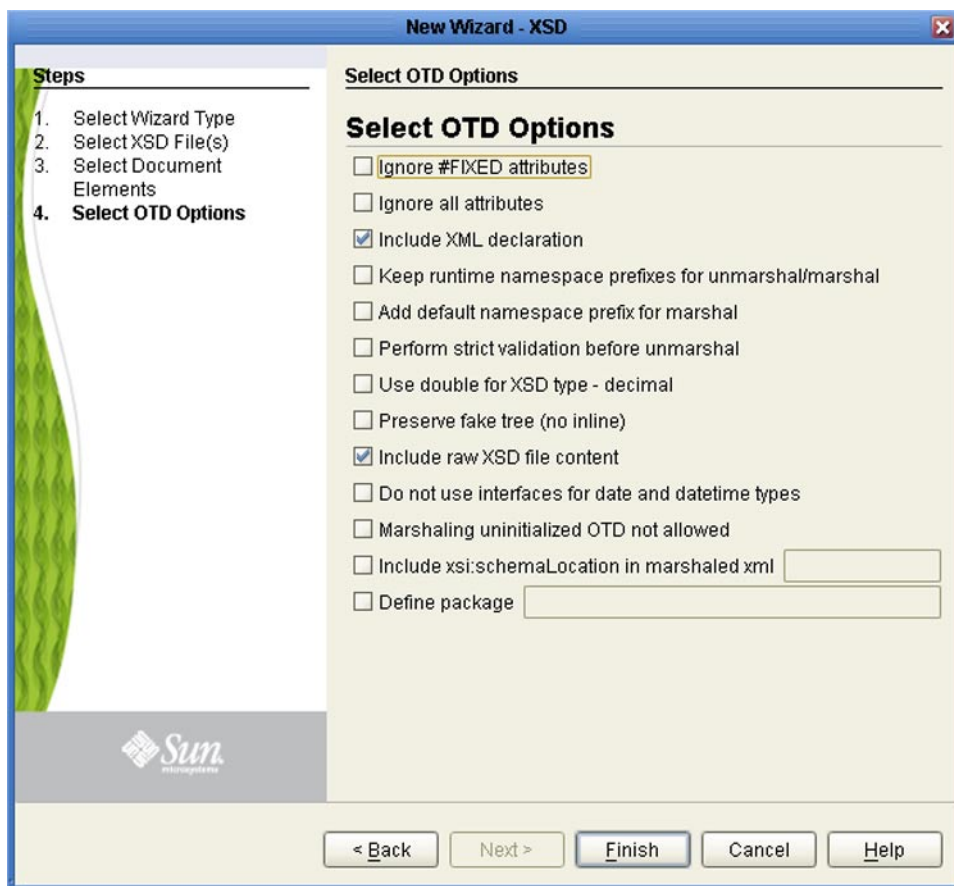 New Wizard - XSD
Steps
1. Select Wizard Type
2. Select XSD File(s)
3. Select Document
Elements
4. Select OTD Options
Select OTD Options
Select OTD Options
Ignore #FIXED attributes
Ignore all attributes
Include XML declaration
Keep runtime namespace prefixes for unmarshal/marshal
Add default namespace prefix for marshal
Perform strict validation before unmarshal
Use double for XSD type - decimal
Preserve fake tree (no inline)
Include raw XSD file content
Do not use interfaces for date and datetime types
Marshaling uninitialized OTD not allowed
Include xsi:schemaLocation in marshaled xml
Define package
Sun
microsystems
< Back
Next >
Finish
Cancel
Help